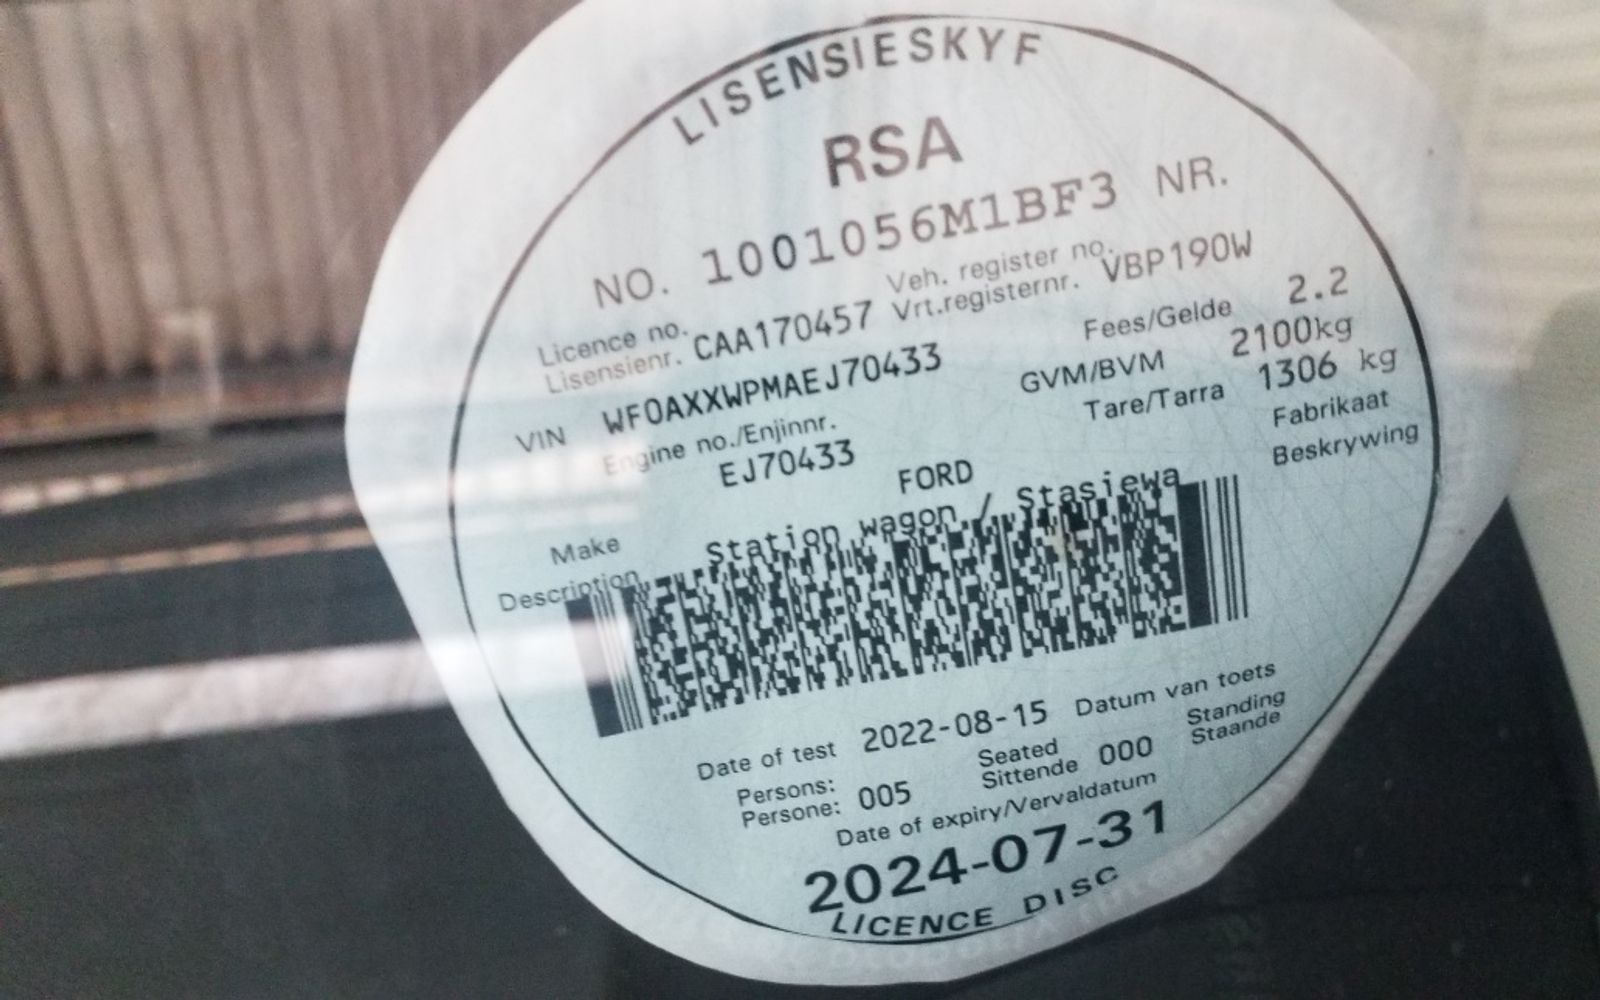 LISENSIESKYF
RSA
NO. 1001056M1BF3 NR.
Licence no. CAA170457 Veh. register no. VBP190W
Lisensienr. Vrt.registernr.
Fees/Gelde 2.2
VIN WF0AXXWPMAEJ70433 GVM/BVM 2100kg
Engine no./Enjinnr. Tare/Tarra 1306 kg
EJ70433
Make FORD Fabrikaat
Description Station wagon / Stasiewa Beskrywing
Date of test 2022-08-15 Datum van toets
Persons: 005 Seated 000 Standing
Persone: Sittende Staande
Date of expiry/Vervaldatum
2024-07-31
LICENCE DISC